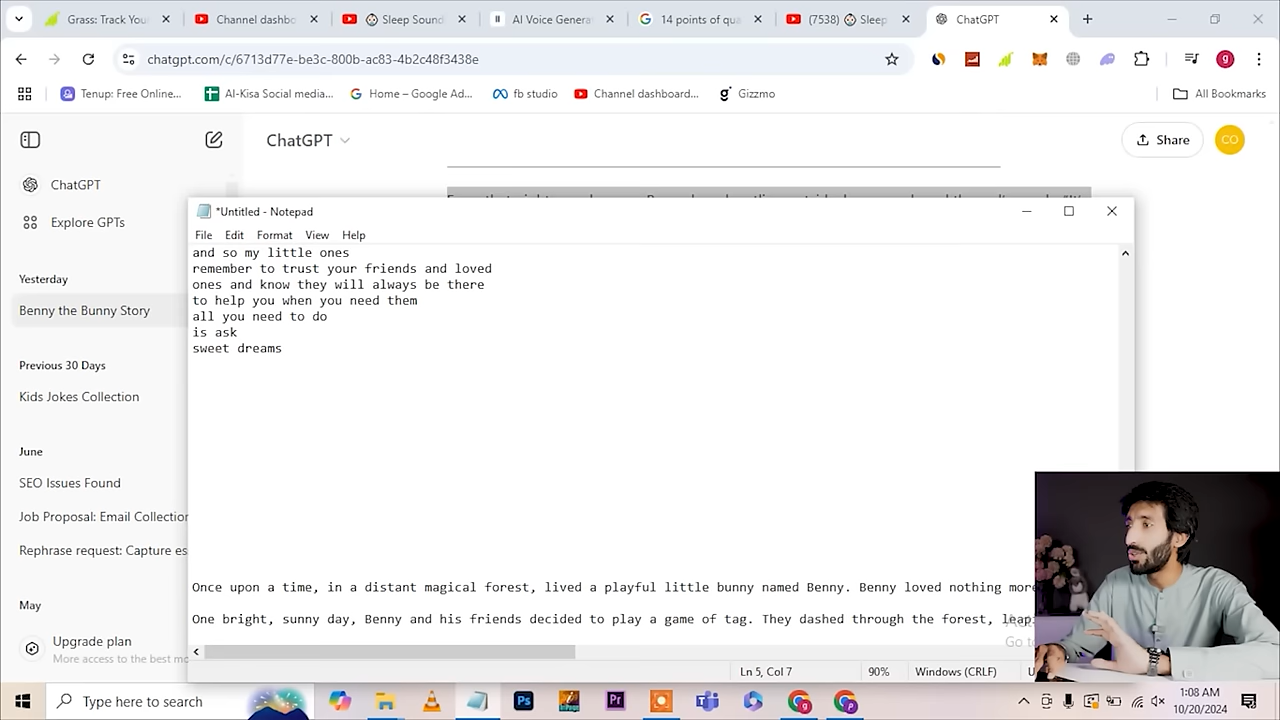 Grass: Track Your
Channel dashbo
Sleep Sound
AI Voice Genera
14 points of qua
(7538)
Sleep
ChatGPT
chatgpt.com/c/6713d77e-be3c-800b-ac83-4b2c48f3438e
g
Tenup: Free Online...
AI-Kisa Social media...
Home – Google Ad...
fb studio
Channel dashboard...
Gizzmo
All Bookmarks
ChatGPT
Share
CO
ChatGPT
Explore GPTs
Yesterday
Benny the Bunny Story
Previous 30 Days
Kids Jokes Collection
June
SEO Issues Found
Job Proposal: Email Collection
Rephrase request: Capture es
May
Upgrade plan
More access to the best mo
*Untitled - Notepad
File Edit Format View Help
and so my little ones
remember to trust your friends and loved
ones and know they will always be there
to help you when you need them
all you need to do
is ask
sweet dreams
Once upon a time, in a distant magical forest, lived a playful little bunny named Benny. Benny loved nothing more
One bright, sunny day, Benny and his friends decided to play a game of tag. They dashed through the forest, leap
Go to
Ln 5, Col 7
90%
Windows (CRLF)
Type here to search
Ps
Pr
1:08 AM
10/20/2024